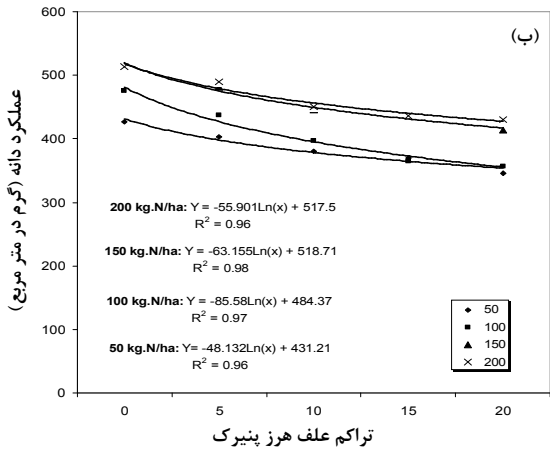 (ب)
عملکرد دانه (گرم در متر مربع)
600
500
400
300
200
100
0
200 kg.N/ha: Y = -55.901Ln(x) + 517.5
R² = 0.96
150 kg.N/ha: Y = -63.155Ln(x) + 518.71
R² = 0.98
100 kg.N/ha: Y = -85.58Ln(x) + 484.37
R² = 0.97
50 kg.N/ha: Y= -48.132Ln(x) + 431.21
R² = 0.96
50
100
150
200
0 5 10 15 20
تراکم علف هرز پنیرک